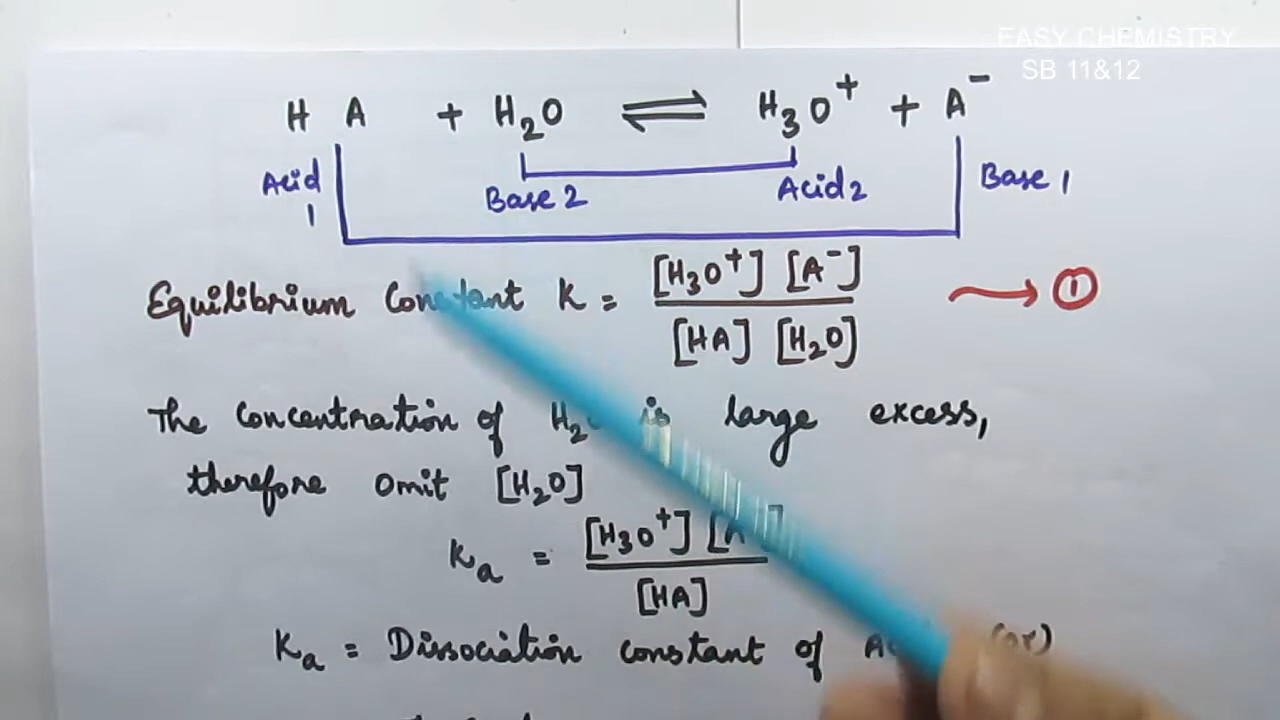 EASY CHEMISTRY
SB 11&12
H A + H₂O ⇌ H₃O⁺ + A⁻
Acid 1 Base 2 Acid 2 Base 1
Equilibrium Constant K = [H₃O⁺] [A⁻] / [HA] [H₂O] → ①
The Concentration of H₂O is large excess,
therefore omit [H₂O]
Kₐ = [H₃O⁺] [A⁻] / [HA]
Kₐ = Dissociation constant of (or)